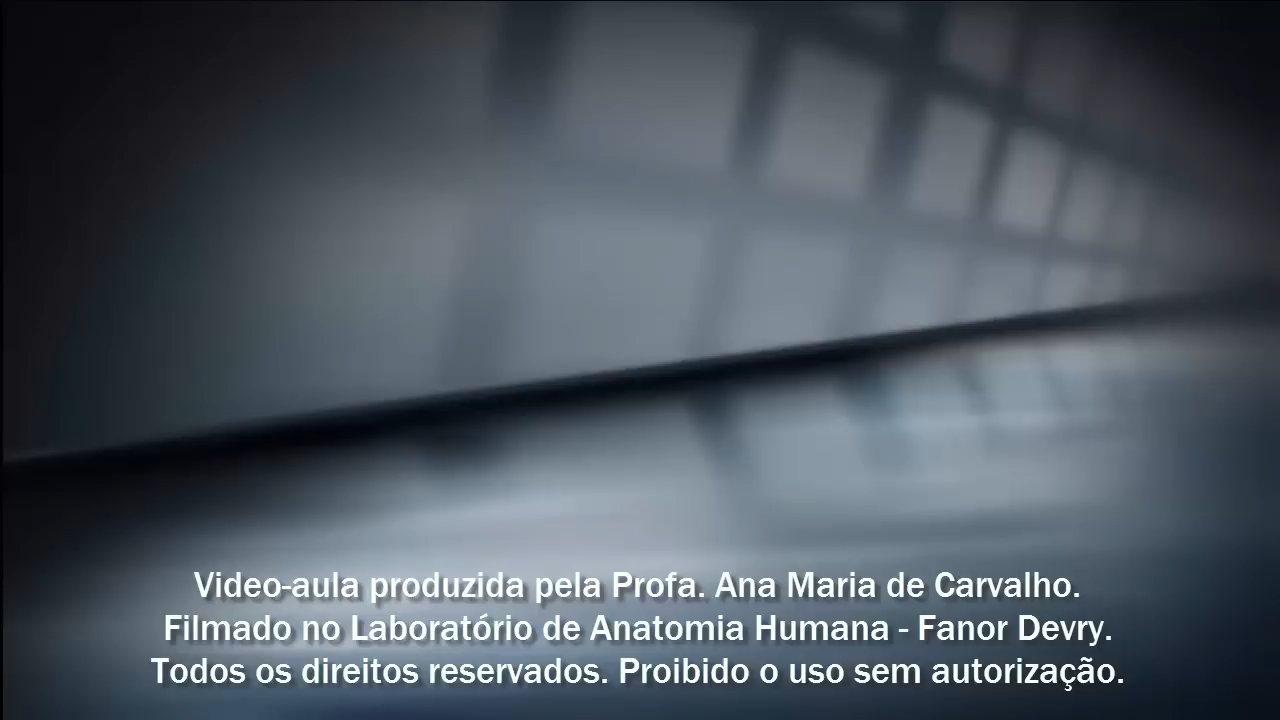 Video-aula produzida pela Profa. Ana Maria de Carvalho.
Filmado no Laboratório de Anatomia Humana - Fanor Devry.
Todos os direitos reservados. Proibido o uso sem autorização.